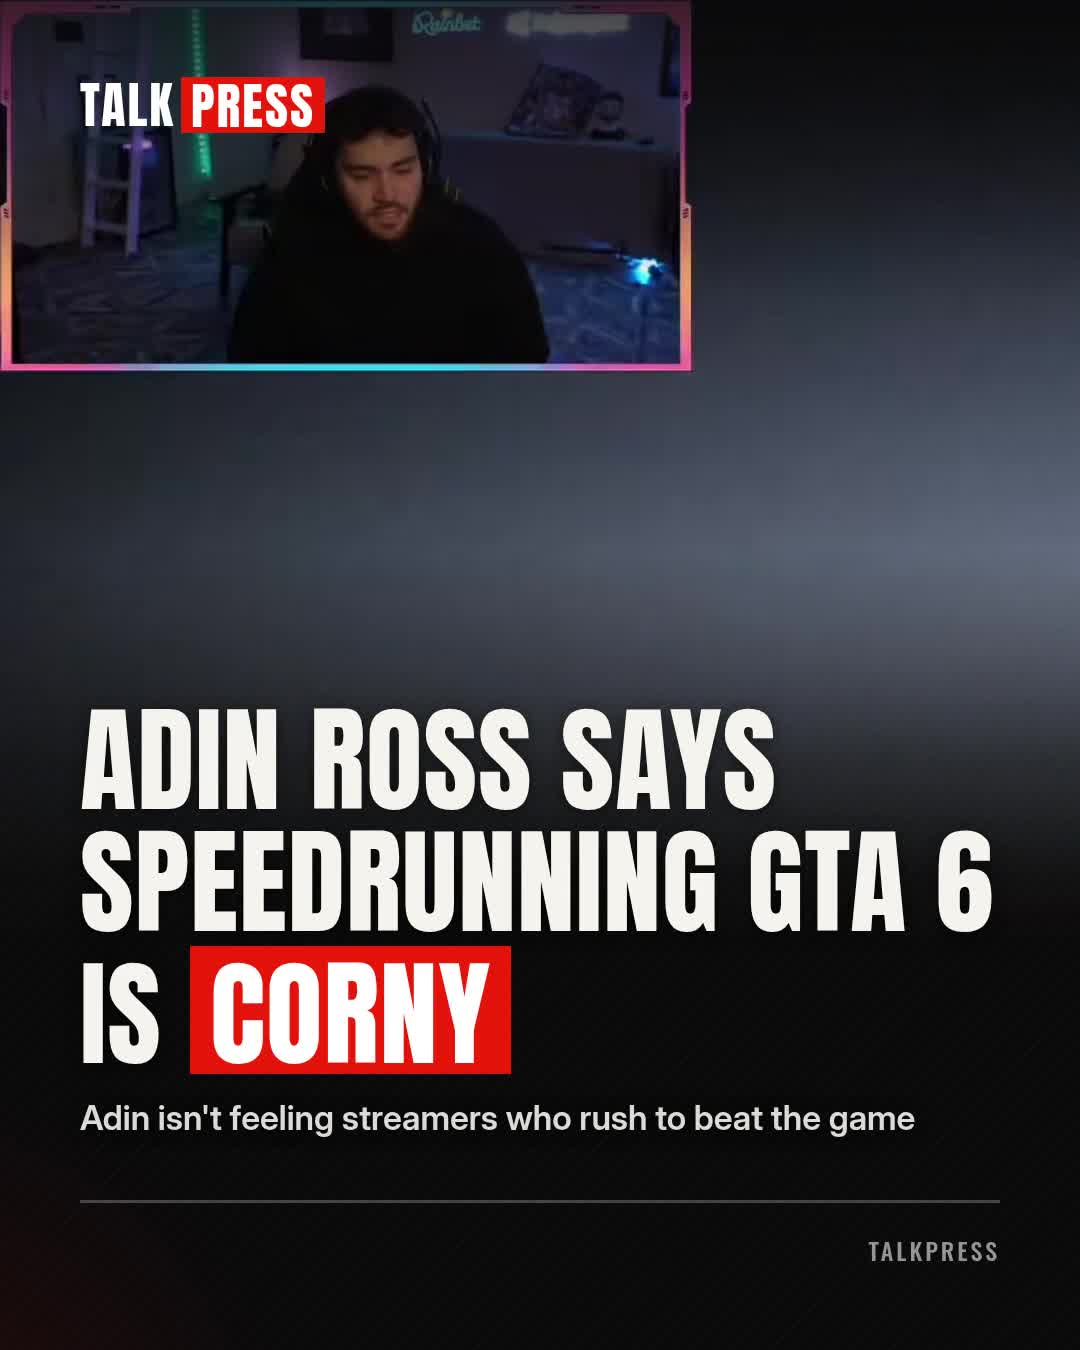 Rainbet
TALK PRESS
ADIN ROSS SAYS
SPEEDRUNNING GTA 6
IS CORNY
Adin isn't feeling streamers who rush to beat the game
TALKPRESS